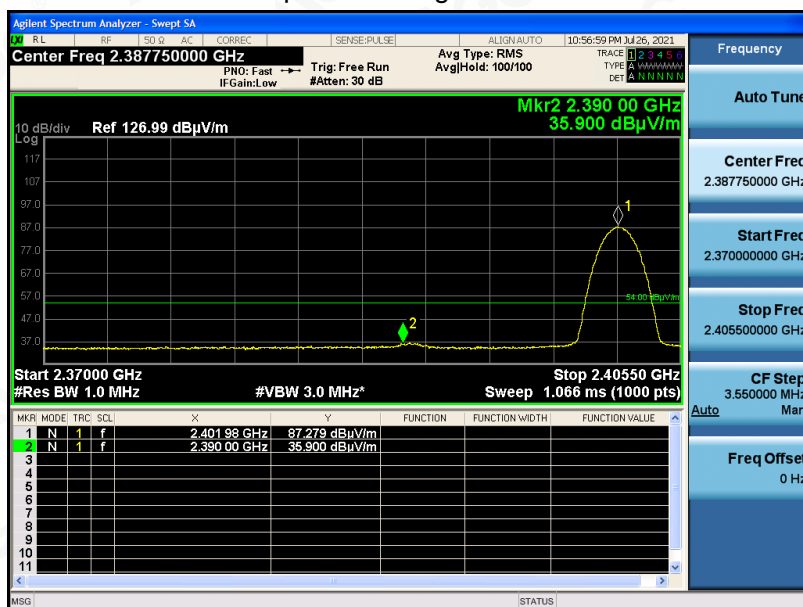 Agilent Spectrum Analyzer - Swept SA
LXI RL RF 50 Ω AC CORREC SENSE:PULSE ALIGN AUTO 10:56:59 PM Jul 26, 2021
Center Freq 2.387750000 GHz
PNO: Fast
IFGain:Low
Trig: Free Run
#Atten: 30 dB
Avg Type: RMS
Avg|Hold: 100/100
TRACE 1 2 3 4 5 6
TYPE A
DET A N N N N N
Mkr2 2.390 00 GHz
35.900 dBµV/m
10 dB/div Ref 126.99 dBµV/m
Log
117
107
97.0
87.0
77.0
67.0
57.0
47.0
37.0
1
2
54.00 dBµV/m
Start 2.37000 GHz Stop 2.40550 GHz
#Res BW 1.0 MHz #VBW 3.0 MHz* Sweep 1.066 ms (1000 pts)
MKR MODE TRC SCL X Y FUNCTION FUNCTION WIDTH FUNCTION VALUE
1 N 1 f 2.401 98 GHz 87.279 dBµV/m
2 N 1 f 2.390 00 GHz 35.900 dBµV/m
3
4
5
6
7
8
9
10
11
MSG STATUS
Frequency
Auto Tune
Center Freq
2.387750000 GHz
Start Freq
2.370000000 GHz
Stop Freq
2.405500000 GHz
CF Step
3.550000 MHz
Auto Man
Freq Offset
0 Hz